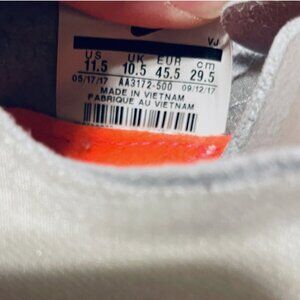 VJ
US UK EUR cm
11.5 10.5 45.5 29.5
05/17/17 AA3172-500 09/12/17
MADE IN VIETNAM
FABRIQUE AU VIETNAM